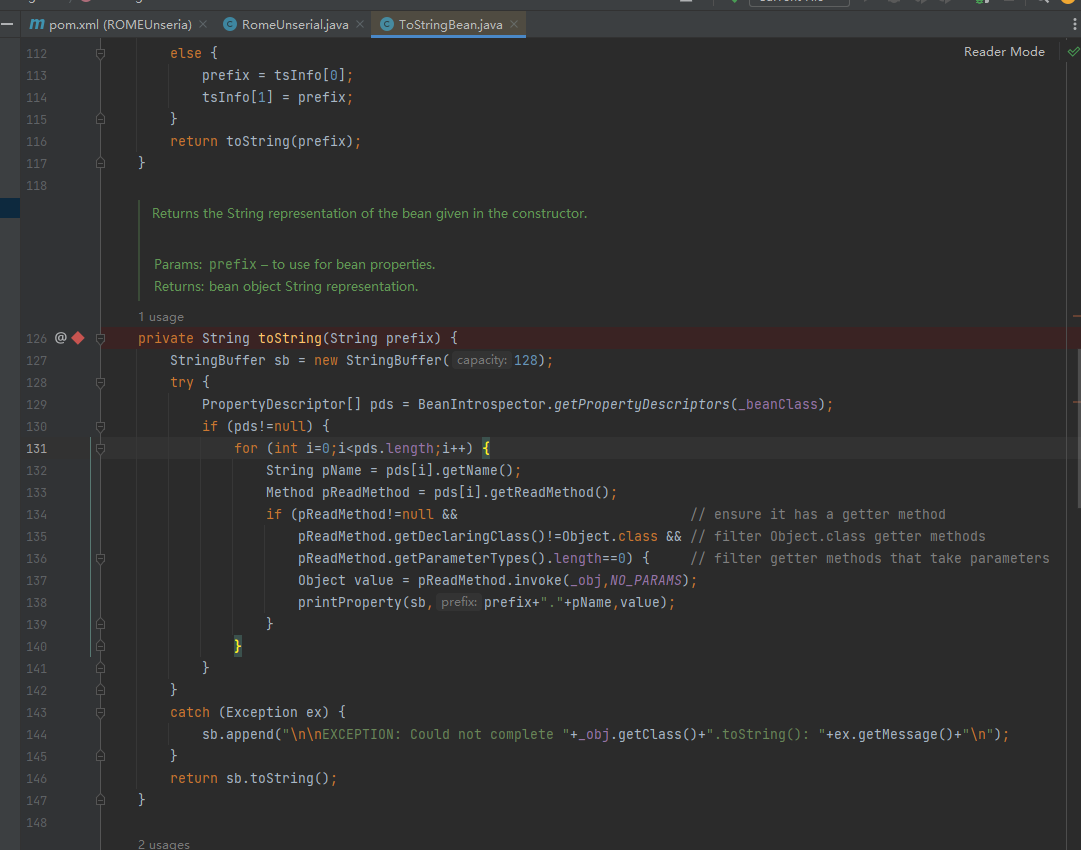 pom.xml (ROMEUnseria)
RomeUnserial.java
ToStringBean.java
Reader Mode
112 else {
113 prefix = tsInfo[0];
114 tsInfo[1] = prefix;
115 }
116 return toString(prefix);
117 }
118
Returns the String representation of the bean given in the constructor.
Params: prefix – to use for bean properties.
Returns: bean object String representation.
1 usage
126 @ private String toString(String prefix) {
127 StringBuffer sb = new StringBuffer( capacity: 128);
128 try {
129 PropertyDescriptor[] pds = BeanIntrospector.getPropertyDescriptors(_beanClass);
130 if (pds!=null) {
131 for (int i=0;i<pds.length;i++) {
132 String pName = pds[i].getName();
133 Method pReadMethod = pds[i].getReadMethod();
134 if (pReadMethod!=null && // ensure it has a getter method
135 pReadMethod.getDeclaringClass()!=Object.class && // filter Object.class getter methods
136 pReadMethod.getParameterTypes().length==0) { // filter getter methods that take parameters
137 Object value = pReadMethod.invoke(_obj,NO_PARAMS);
138 printProperty(sb, prefix: prefix+"."+pName,value);
139 }
140 }
141 }
142 }
143 catch (Exception ex) {
144 sb.append("\n\nEXCEPTION: Could not complete "+_obj.getClass()+".toString(): "+ex.getMessage()+"\n");
145 }
146 return sb.toString();
147 }
148
2 usages